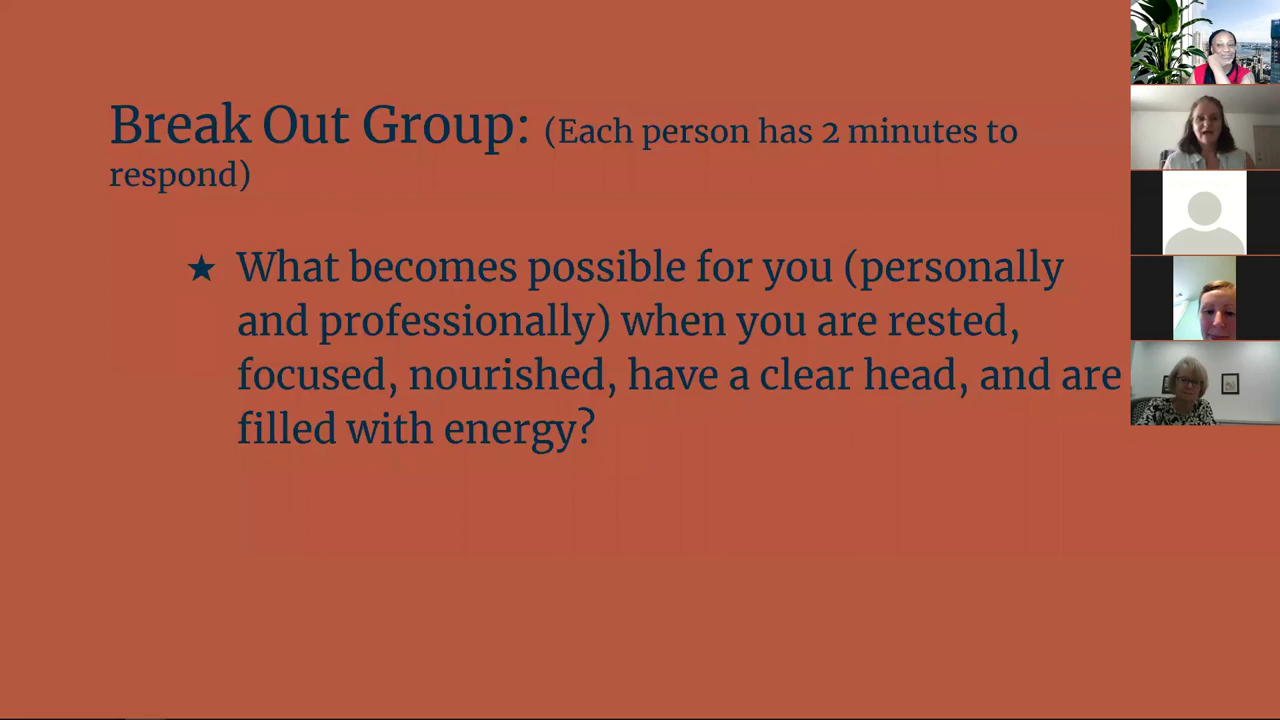 Break Out Group: (Each person has 2 minutes to
respond)
★ What becomes possible for you (personally
and professionally) when you are rested,
focused, nourished, have a clear head, and are
filled with energy?